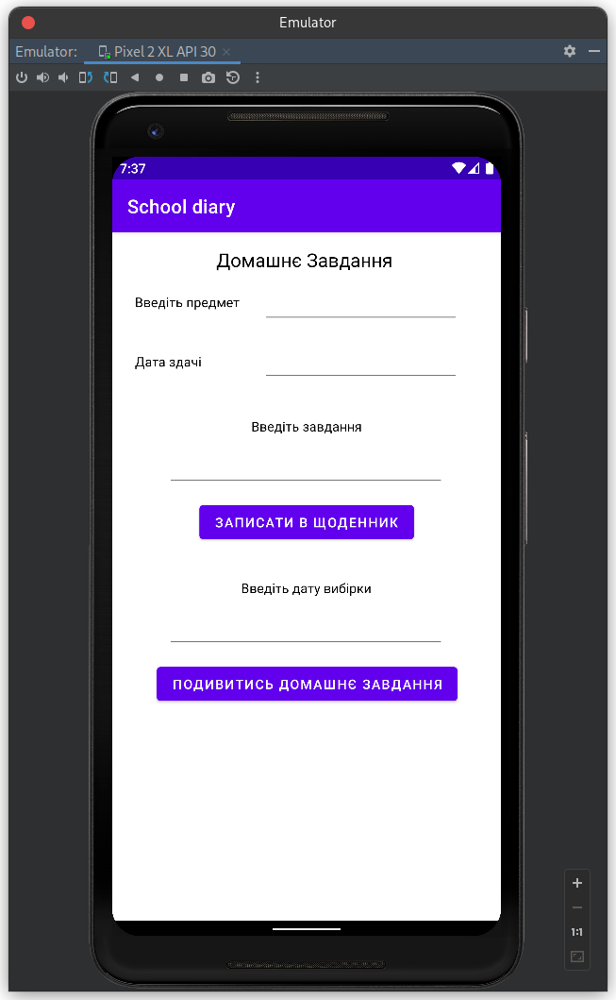 Emulator
Emulator: Pixel 2 XL API 30
7:37
School diary
Домашнє Завдання
Введіть предмет
Дата здачі
Введіть завдання
ЗАПИСАТИ В ЩОДЕННИК
Введіть дату вибірки
ПОДИВИТИСЬ ДОМАШНЄ ЗАВДАННЯ
1:1